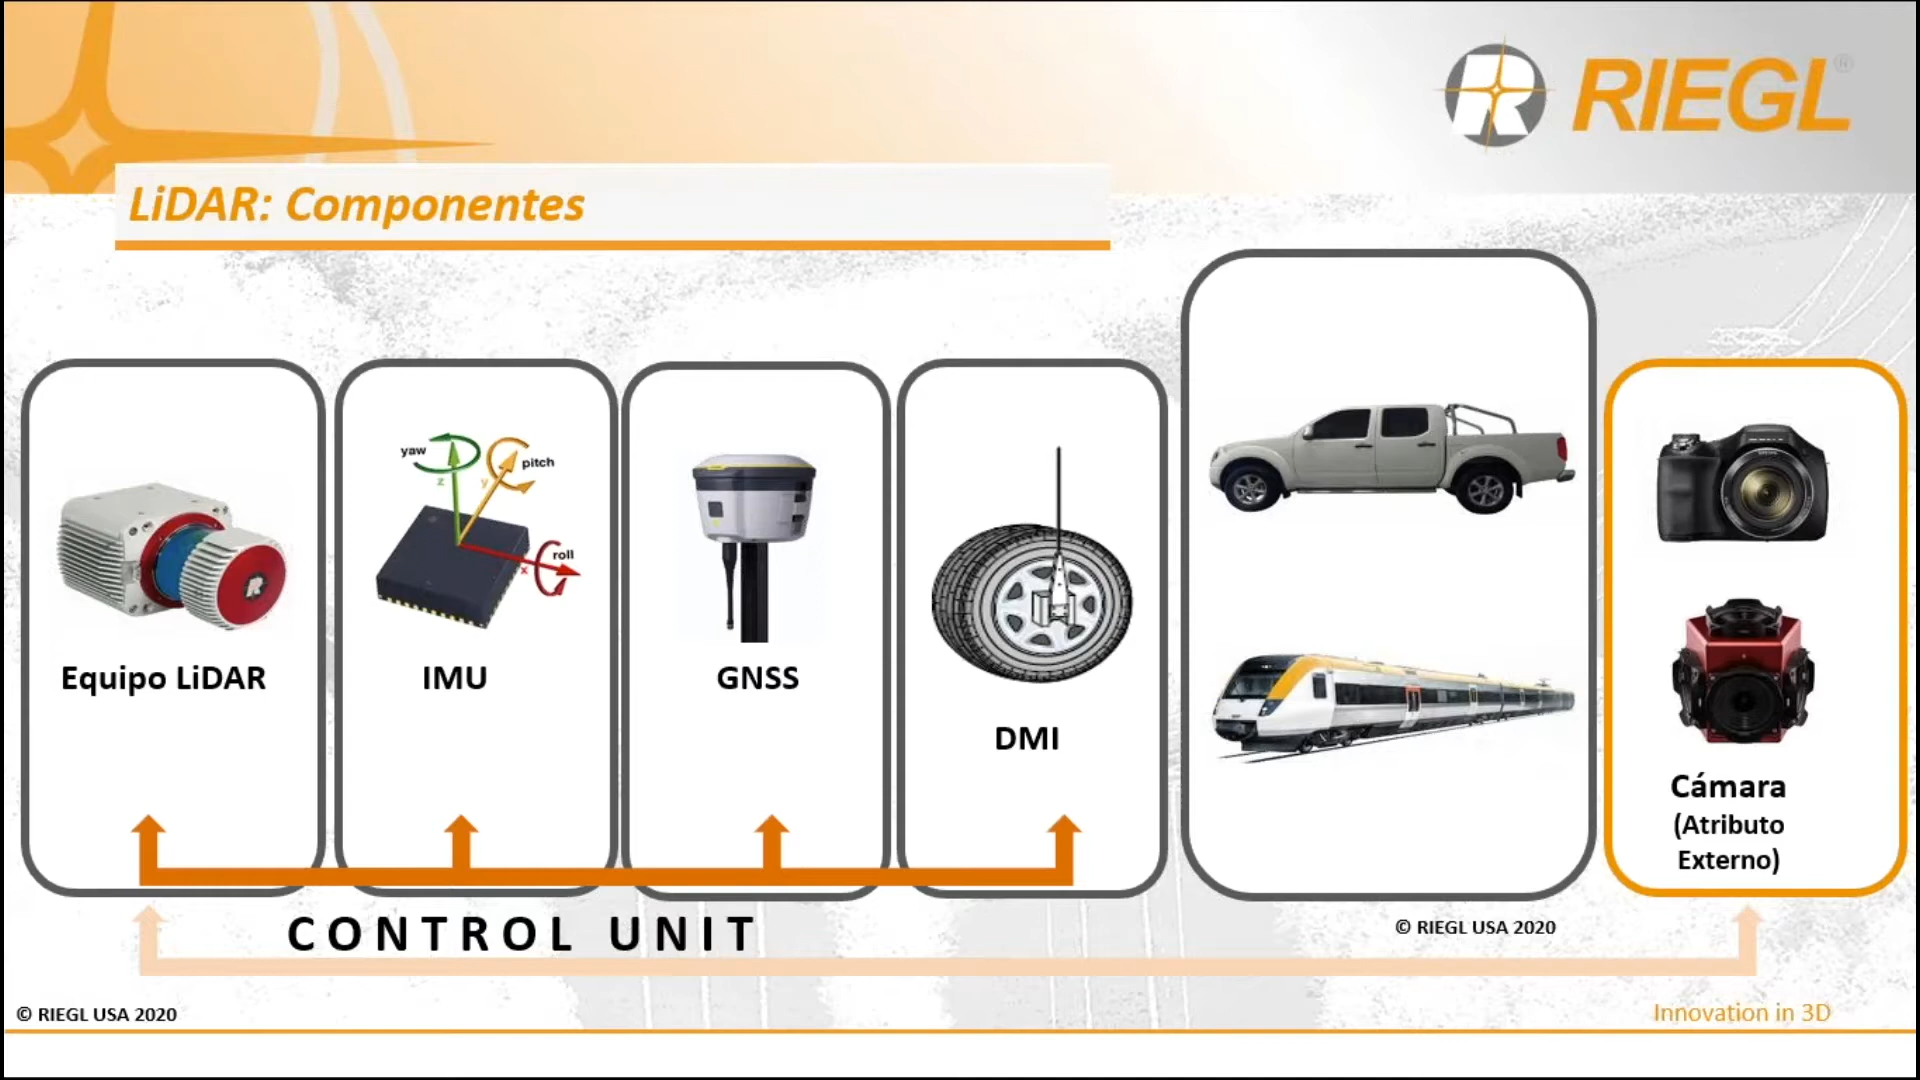 RIEGL®
LiDAR: Componentes
yaw
z
pitch
y
roll
x
R
Equipo LiDAR
IMU
GNSS
DMI
Cámara
(Atributo
Externo)
CONTROL UNIT
© RIEGL USA 2020
© RIEGL USA 2020
Innovation in 3D